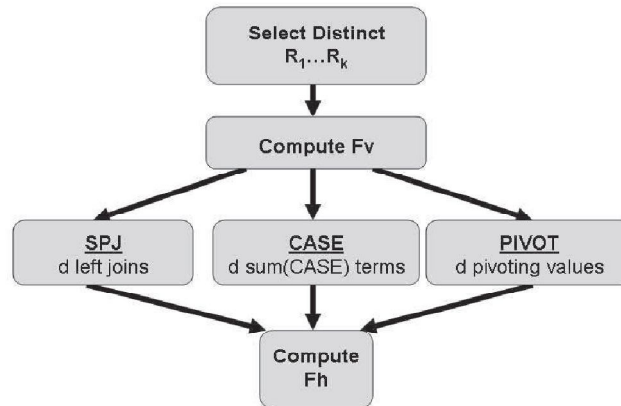 Select Distinct
R1...Rk
Compute Fv
SPJ
d left joins
CASE
d sum(CASE) terms
PIVOT
d pivoting values
Compute
Fh